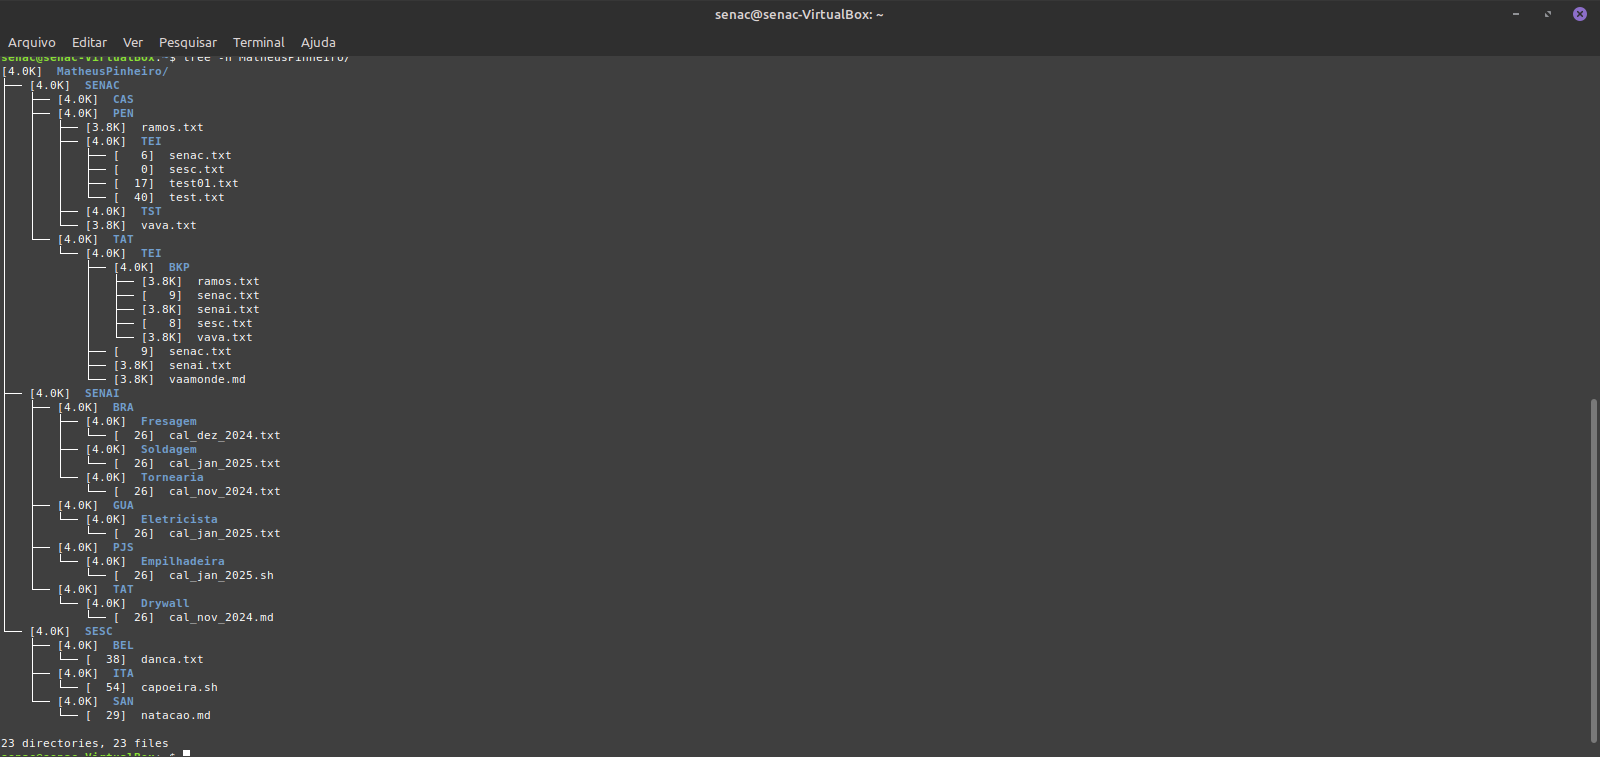 senac@senac-VirtualBox: ~
Arquivo Editar Ver Pesquisar Terminal Ajuda
senac@senac-VirtualBox:~$ tree -h MatheusPinheiro/
[4.0K]  MatheusPinheiro/
├── [4.0K]  SENAC
│   ├── [4.0K]  CAS
│   ├── [4.0K]  PEN
│   │   ├── [3.8K]  ramos.txt
│   │   ├── [4.0K]  TEI
│   │   │   ├── [   6]  senac.txt
│   │   │   ├── [   0]  sesc.txt
│   │   │   ├── [  17]  test01.txt
│   │   │   └── [  40]  test.txt
│   │   ├── [4.0K]  TST
│   │   └── [3.8K]  vava.txt
│   └── [4.0K]  TAT
│       └── [4.0K]  TEI
│           ├── [4.0K]  BKP
│           │   ├── [3.8K]  ramos.txt
│           │   ├── [   9]  senac.txt
│           │   ├── [3.8K]  senai.txt
│           │   ├── [   8]  sesc.txt
│           │   └── [3.8K]  vava.txt
│           ├── [   9]  senac.txt
│           ├── [3.8K]  senai.txt
│           └── [3.8K]  vaamonde.md
├── [4.0K]  SENAI
│   ├── [4.0K]  BRA
│   │   ├── [4.0K]  Fresagem
│   │   │   └── [  26]  cal_dez_2024.txt
│   │   ├── [4.0K]  Soldagem
│   │   │   └── [  26]  cal_jan_2025.txt
│   │   └── [4.0K]  Tornearia
│   │       └── [  26]  cal_nov_2024.txt
│   ├── [4.0K]  GUA
│   │   └── [4.0K]  Eletricista
│   │       └── [  26]  cal_jan_2025.txt
│   ├── [4.0K]  PJS
│   │   └── [4.0K]  Empilhadeira
│   │       └── [  26]  cal_jan_2025.sh
│   └── [4.0K]  TAT
│       └── [4.0K]  Drywall
│           └── [  26]  cal_nov_2024.md
└── [4.0K]  SESC
    ├── [4.0K]  BEL
    │   └── [  38]  danca.txt
    ├── [4.0K]  ITA
    │   └── [  54]  capoeira.sh
    └── [4.0K]  SAN
        └── [  29]  natacao.md
23 directories, 23 files
senac@senac-VirtualBox:~$